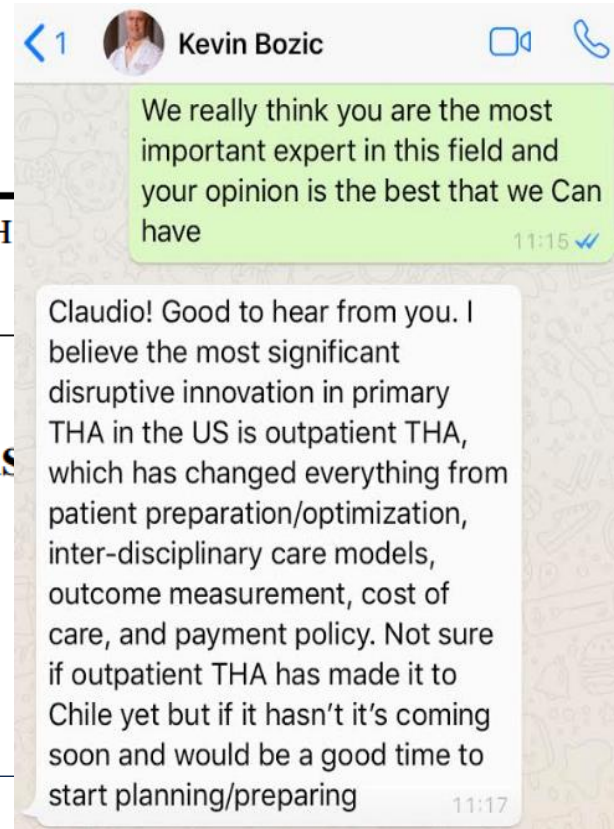 1
Kevin Bozic
We really think you are the most
important expert in this field and
your opinion is the best that we Can
have
11:15
Claudio! Good to hear from you. I
believe the most significant
disruptive innovation in primary
THA in the US is outpatient THA,
which has changed everything from
patient preparation/optimization,
inter-disciplinary care models,
outcome measurement, cost of
care, and payment policy. Not sure
if outpatient THA has made it to
Chile yet but if it hasn't it's coming
soon and would be a good time to
start planning/preparing
11:17